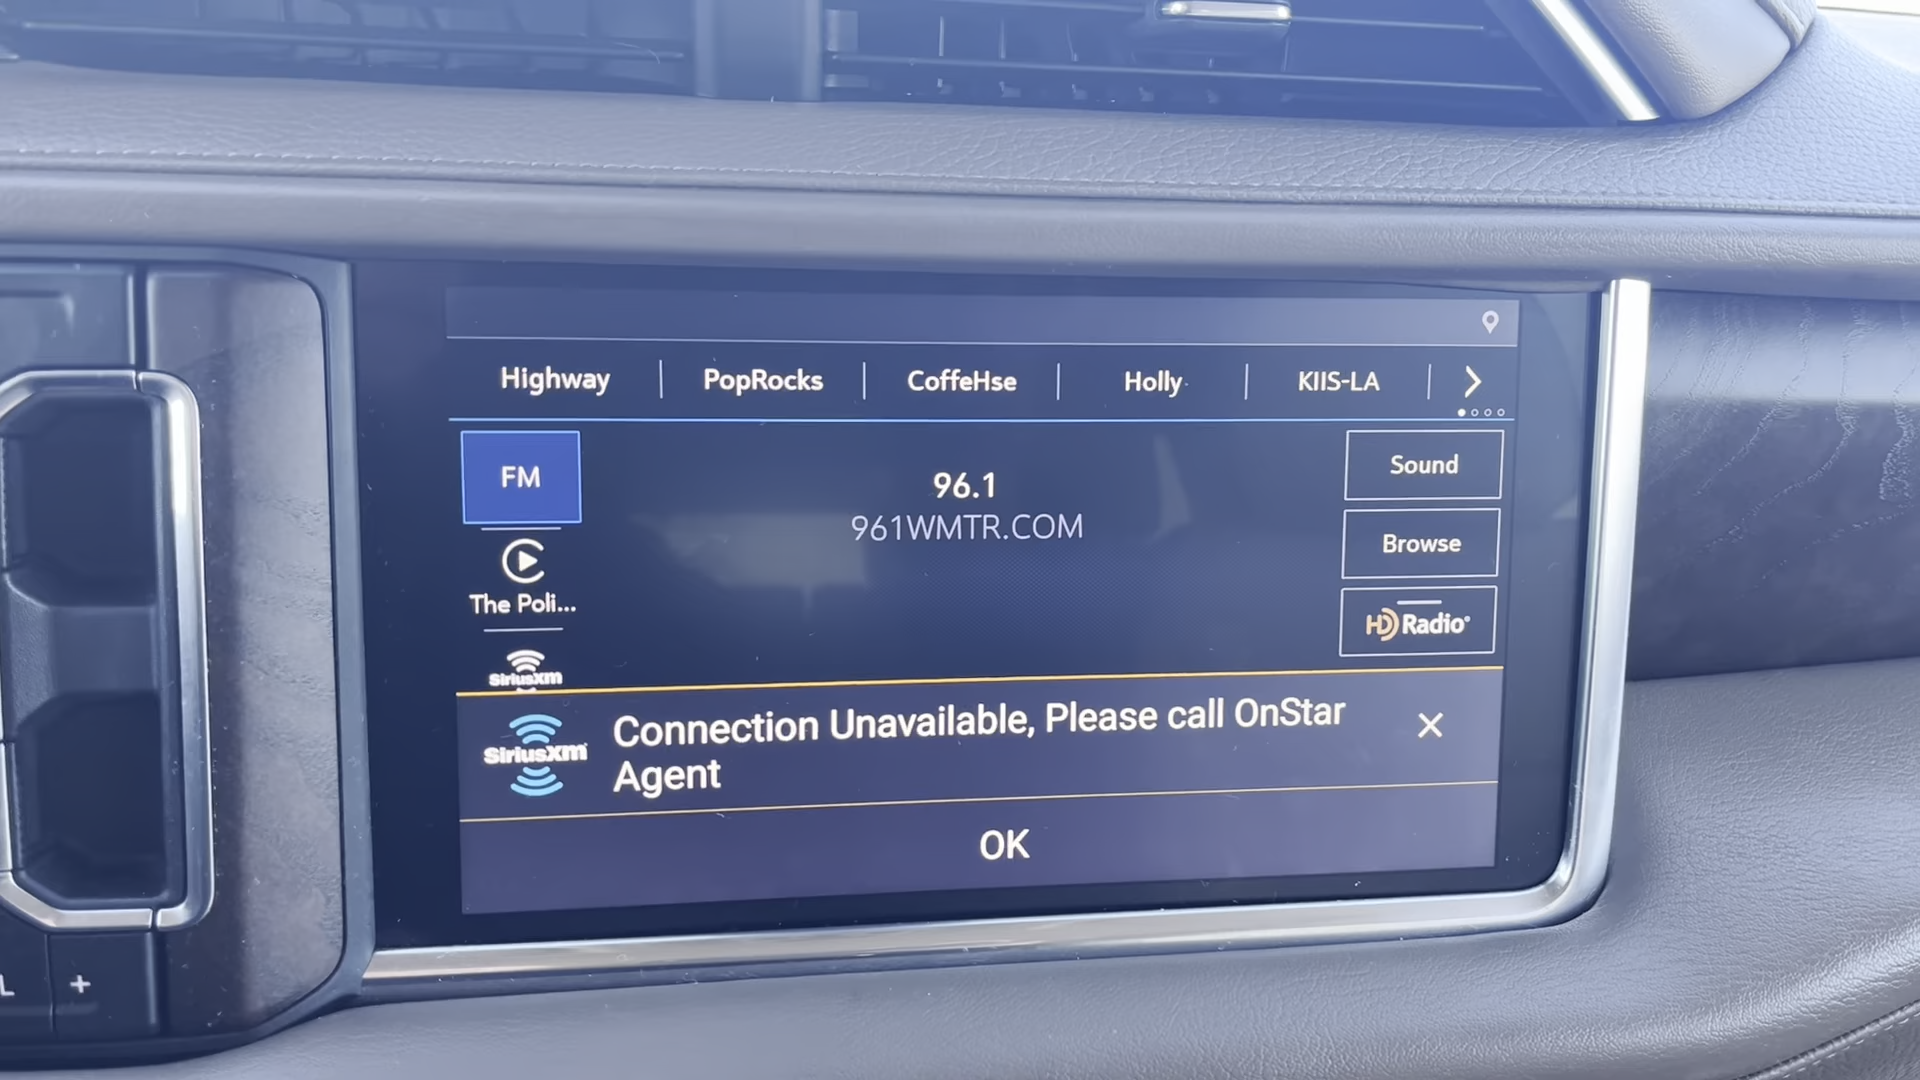 Highway
PopRocks
CoffeHse
Holly
KIIS-LA
FM
96.1
961WMTR.COM
Sound
Browse
HD Radio
The Poli...
SiriusXM
SiriusXM
Connection Unavailable, Please call OnStar
Agent
OK
L +